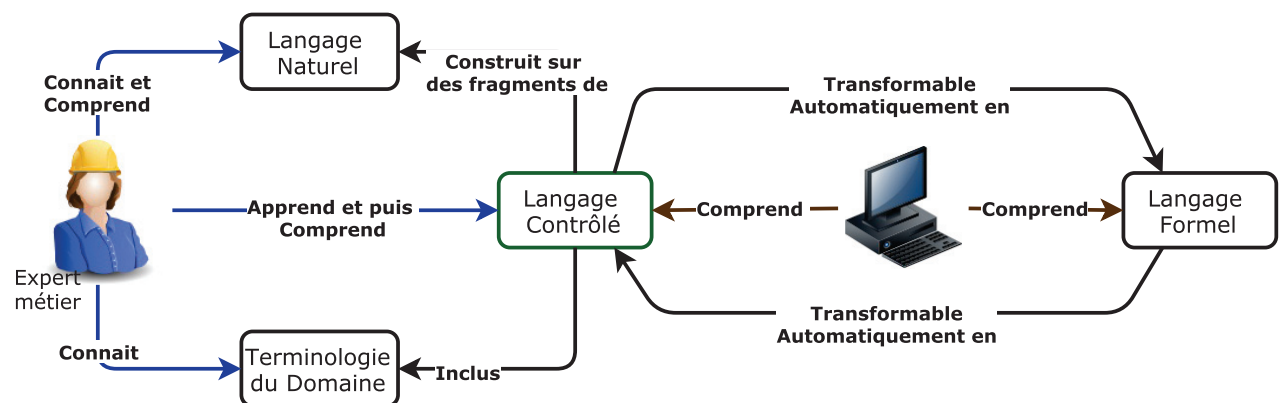 Langage
Naturel
Connait et
Comprend
Construit sur
des fragments de
Transformable
Automatiquement en
Apprend et puis
Comprend
Langage
Contrôlé
Comprend
Comprend
Langage
Formel
Expert
métier
Connait
Terminologie
du Domaine
Inclus
Transformable
Automatiquement en